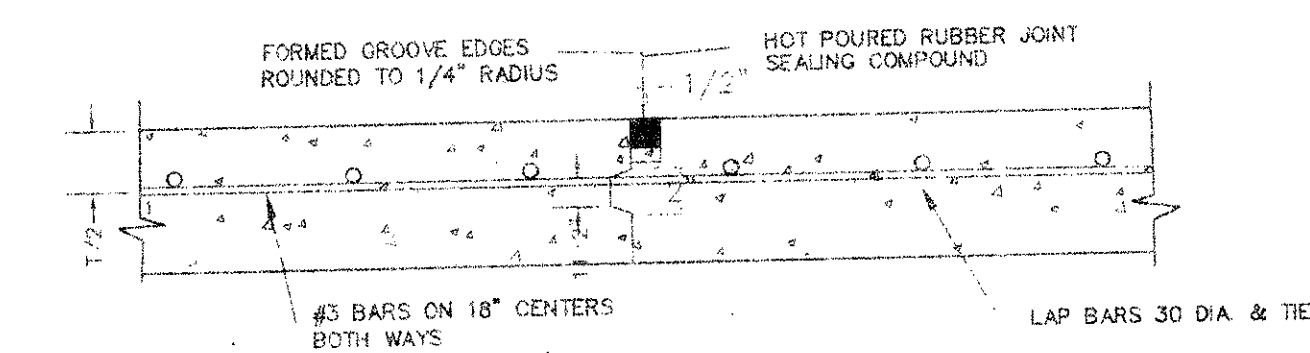 FORMED GROOVE EDGES
ROUNDED TO 1/4" RADIUS
HOT POURED RUBBER JOINT
SEALING COMPOUND
1/2"
T/2
#3 BARS ON 18" CENTERS
BOTH WAYS
LAP BARS 30 DIA. & TIE